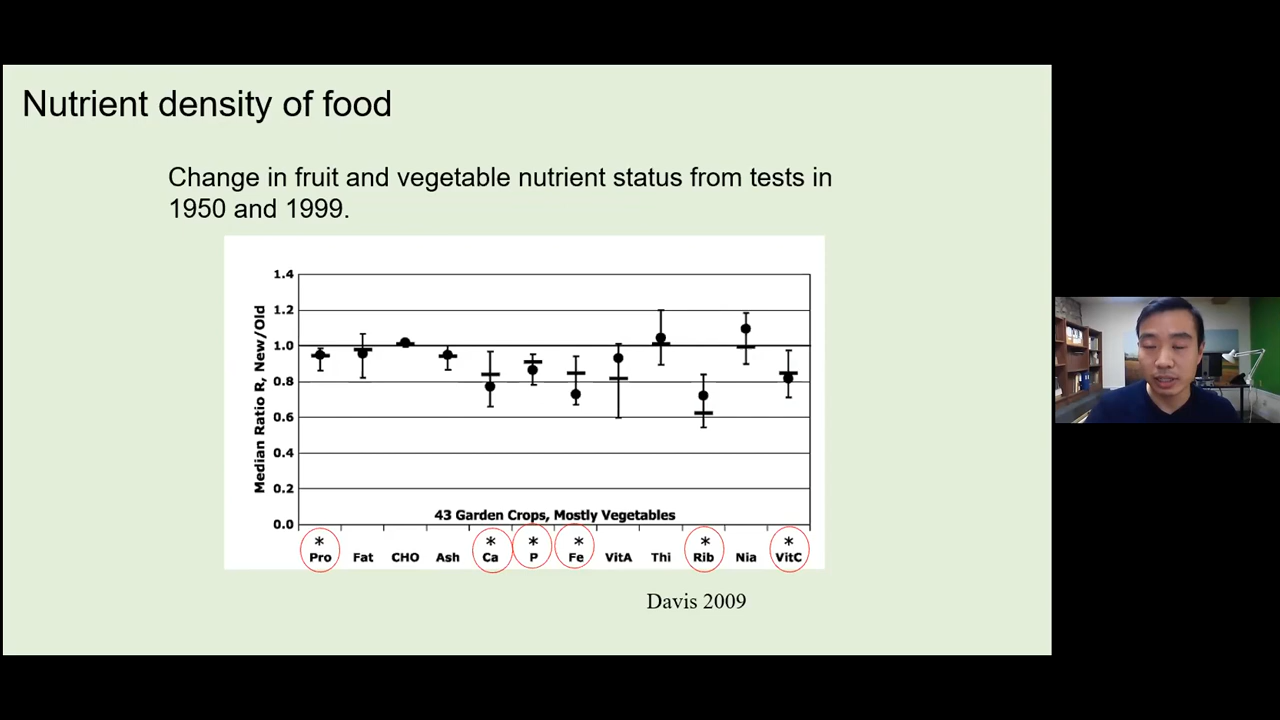 Nutrient density of food
Change in fruit and vegetable nutrient status from tests in
1950 and 1999.
Median Ratio R, New/Old
1.4
1.2
1.0
0.8
0.6
0.4
0.2
0.0
43 Garden Crops, Mostly Vegetables
* * * * * *
Pro Fat CHO Ash Ca P Fe VitA Thi Rib Nia VitC
Davis 2009